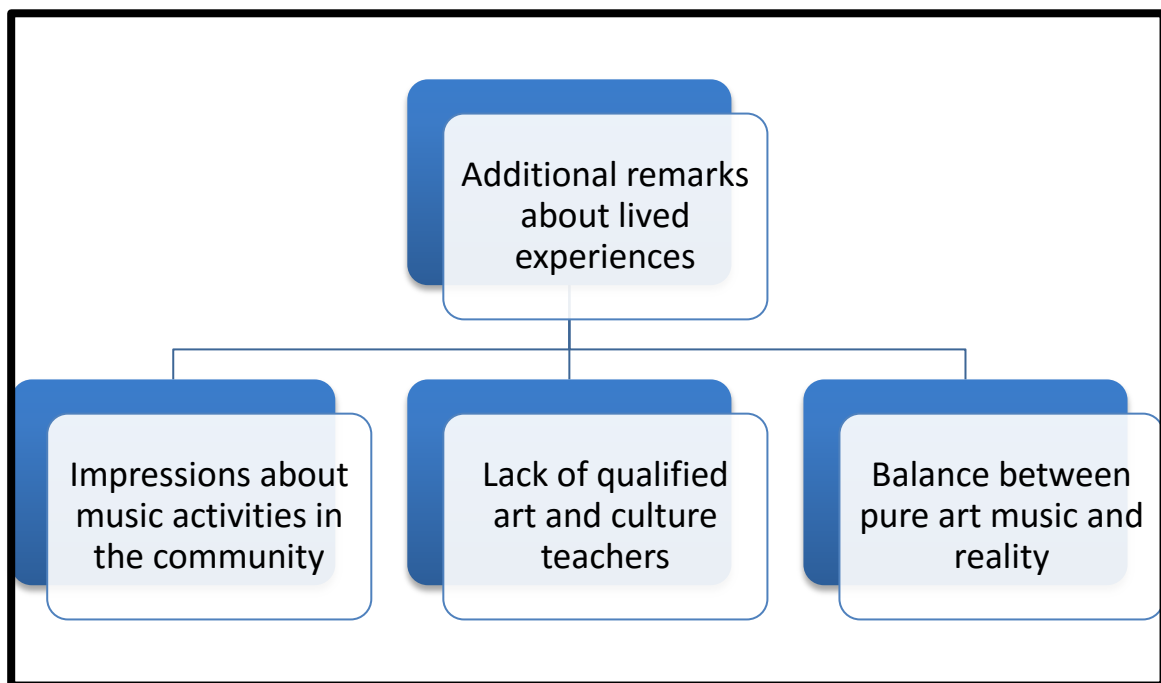 Additional remarks
about lived
experiences
Impressions about
music activities in
the community
Lack of qualified
art and culture
teachers
Balance between
pure art music and
reality